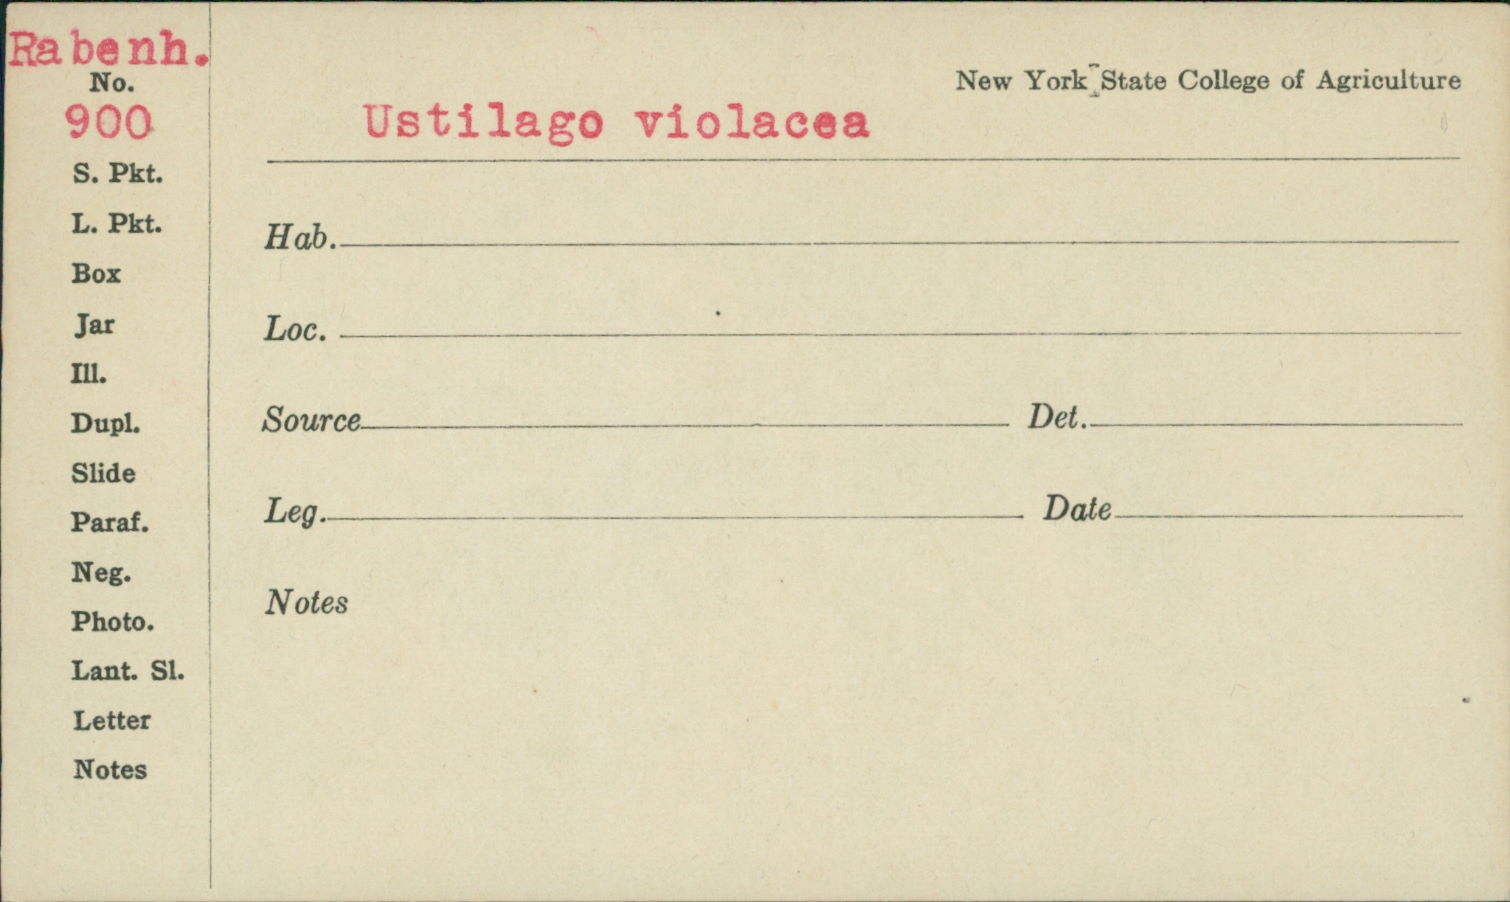 Rabenh.
No.
900
S. Pkt.
L. Pkt.
Box
Jar
Ill.
Dupl.
Slide
Paraf.
Neg.
Photo.
Lant. Sl.
Letter
Notes
New York State College of Agriculture
Ustilago violacea
Hab.
Loc.
Source Det.
Leg. Date
Notes